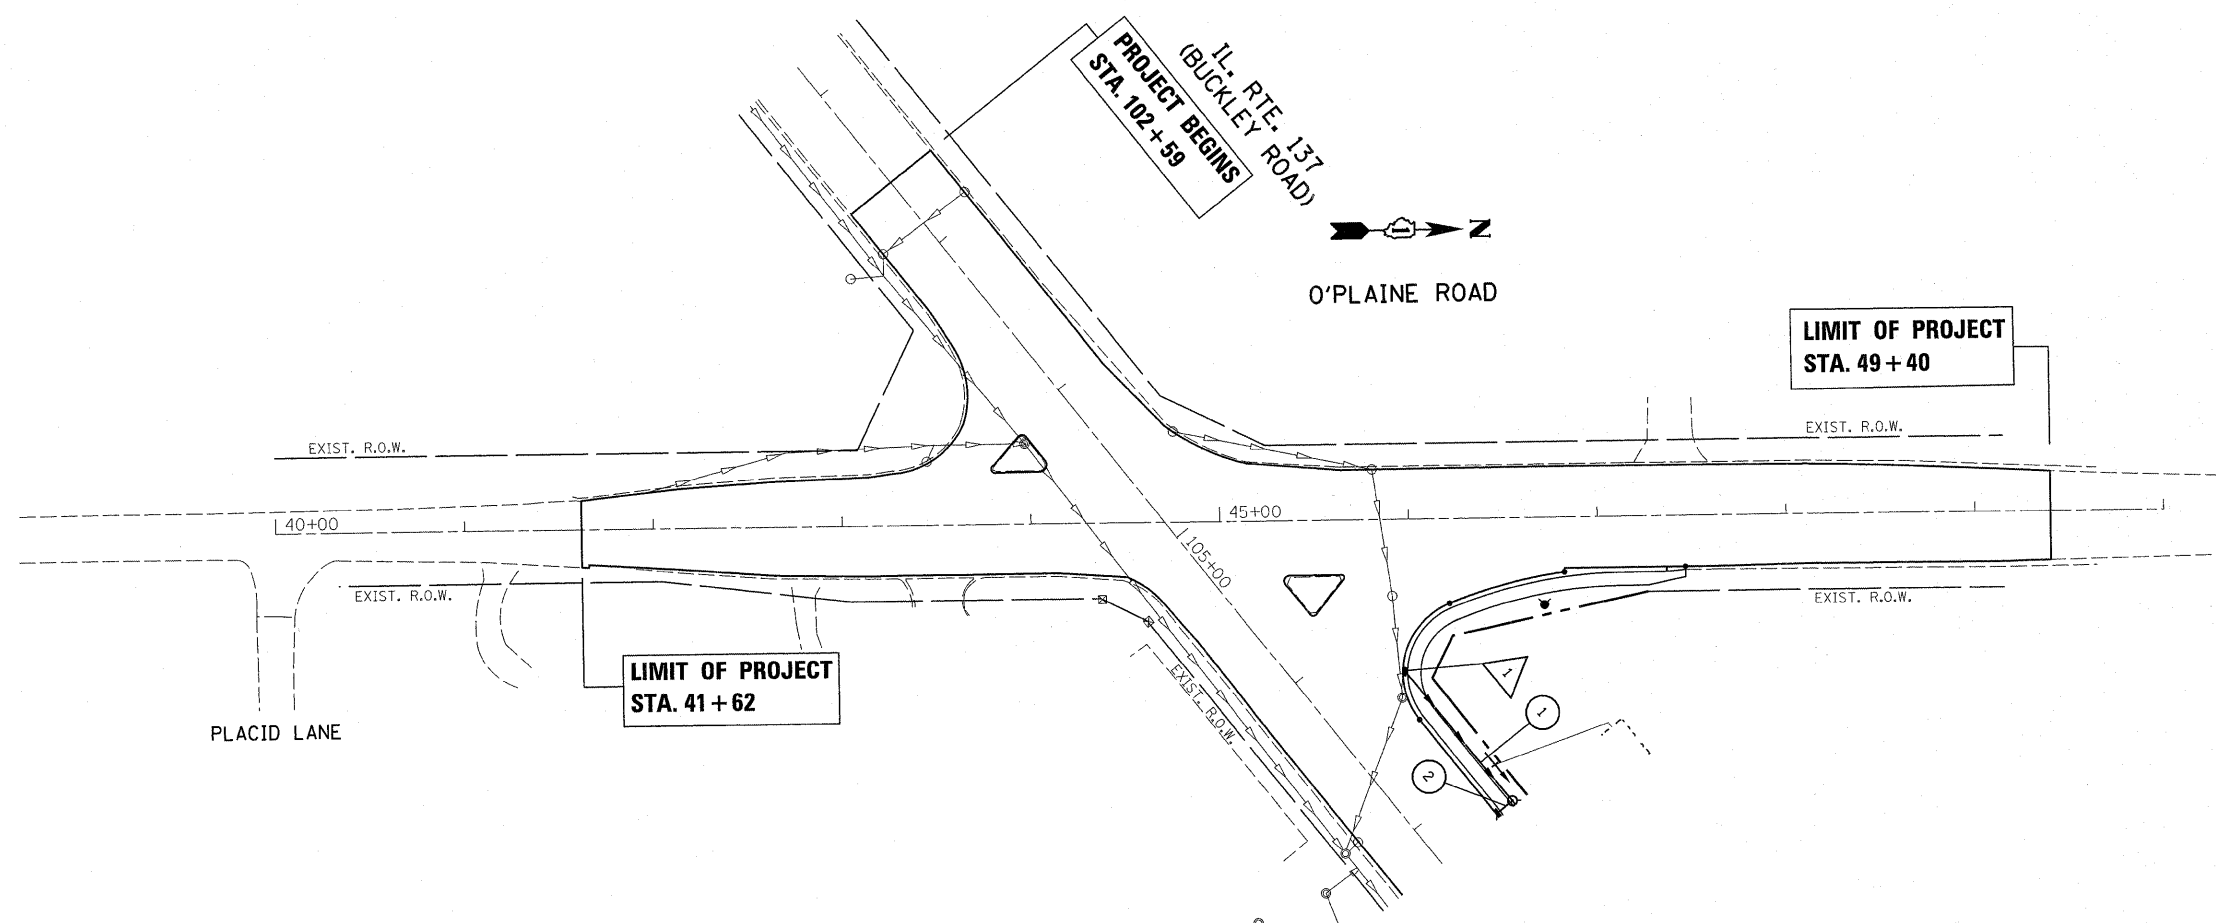 PROJECT BEGINS
STA. 102+59
IL. RTE. 137
(BUCKLEY ROAD)
N
O'PLAINE ROAD
LIMIT OF PROJECT
STA. 49+40
EXIST. R.O.W.
EXIST. R.O.W.
40+00
45+00
105+00
EXIST. R.O.W.
EXIST. R.O.W.
LIMIT OF PROJECT
STA. 41+62
EXIST. R.O.W.
1
1
2
PLACID LANE